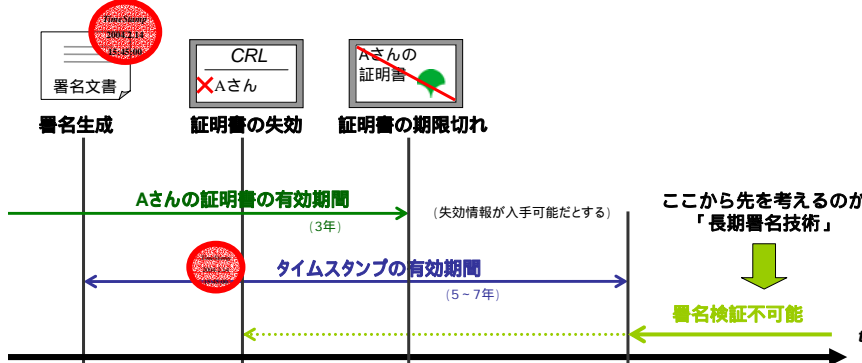 Time Stamp
2004.2.14
15:45:00
署名文書
CRL
Aさん
Aさんの
証明書
署名生成
証明書の失効
証明書の期限切れ
Aさんの証明書の有効期間
(3年)
(失効情報が入手可能だとする)
ここから先を考えるのが
「長期署名技術」
タイムスタンプの有効期間
(5~7年)
署名検証不可能